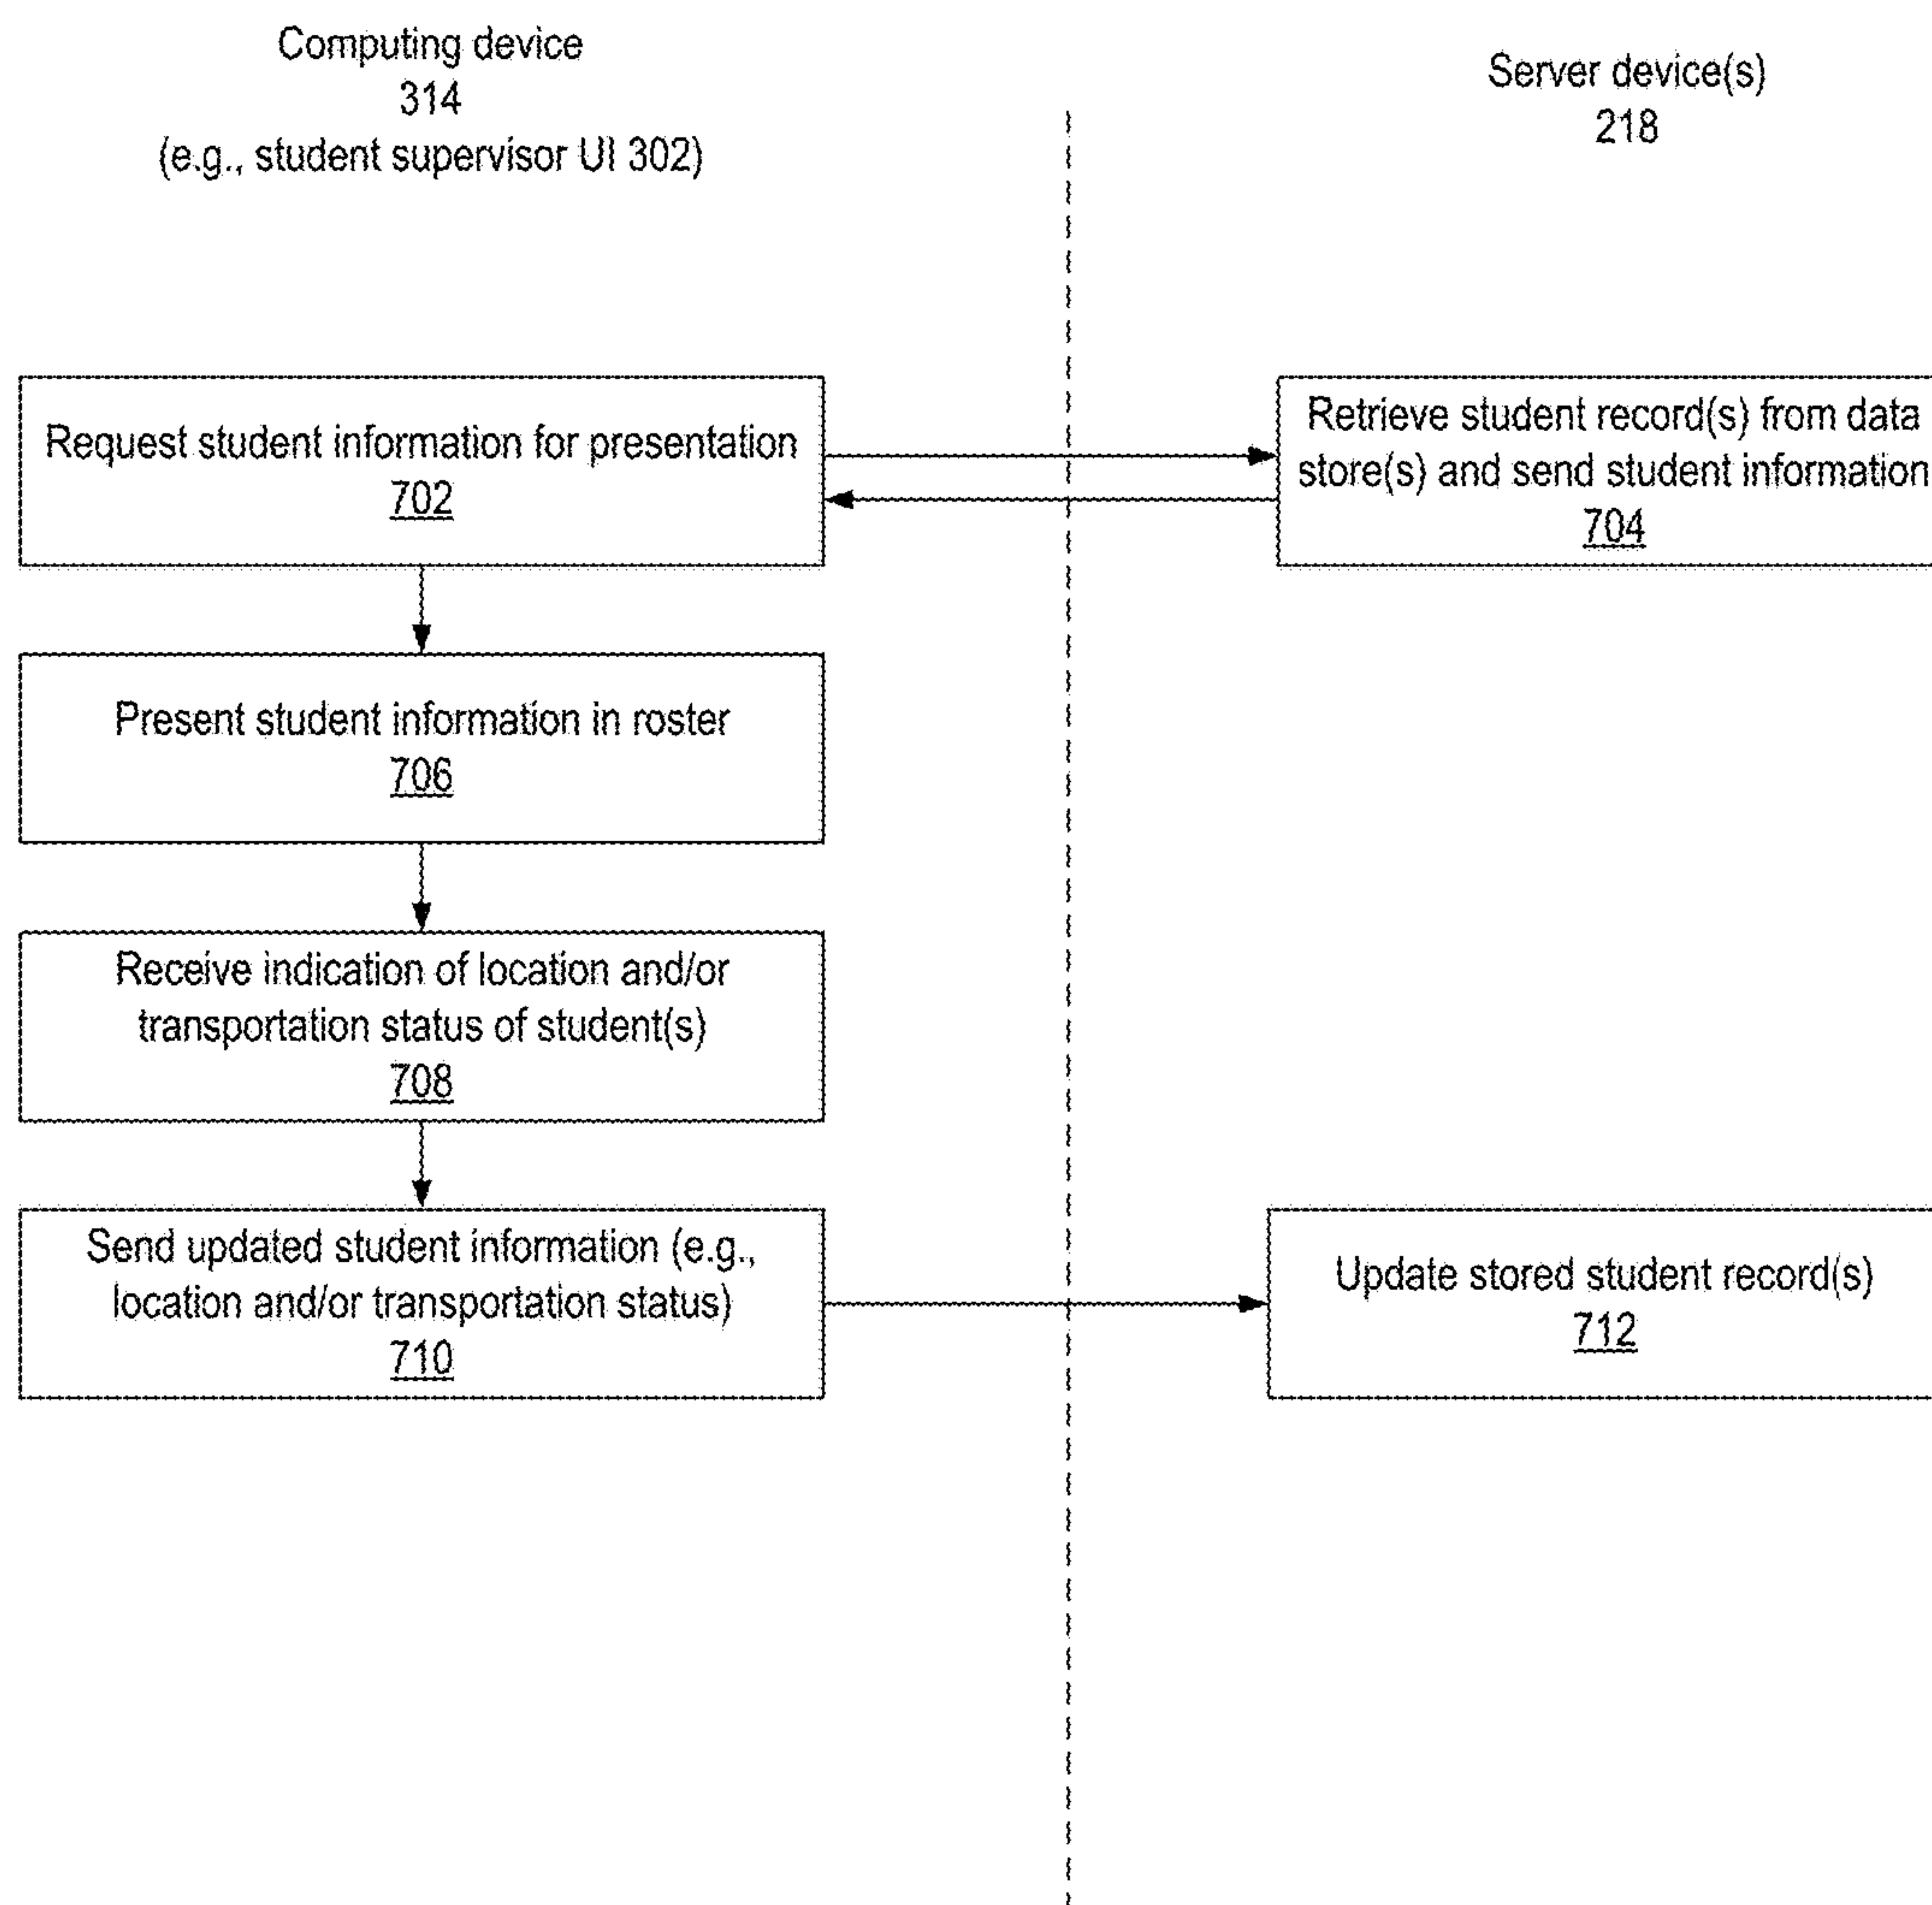 Computing device
314
(e.g., student supervisor UI 302)
Server device(s)
218
Request student information for presentation
702
Retrieve student record(s) from data
store(s) and send student information
704
Present student information in roster
706
Receive indication of location and/or
transportation status of student(s)
708
Send updated student information (e.g.,
location and/or transportation status)
710
Update stored student record(s)
712